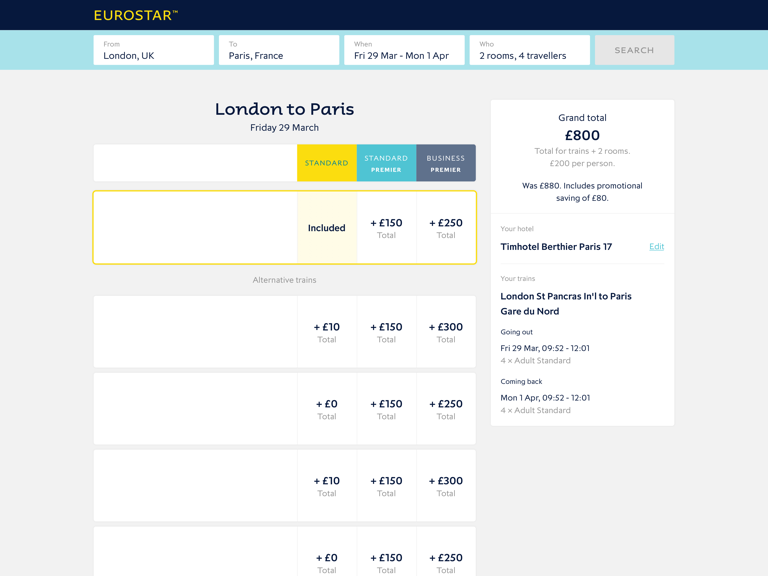 EUROSTAR™
From
London, UK
To
Paris, France
When
Fri 29 Mar - Mon 1 Apr
Who
2 rooms, 4 travellers
SEARCH
London to Paris
Friday 29 March
STANDARD
STANDARD
PREMIER
BUSINESS
PREMIER
Included
+ £150
Total
+ £250
Total
Alternative trains
+ £10
Total
+ £150
Total
+ £300
Total
+ £0
Total
+ £150
Total
+ £250
Total
+ £10
Total
+ £150
Total
+ £300
Total
+ £0
Total
+ £150
Total
+ £250
Total
Grand total
£800
Total for trains + 2 rooms.
£200 per person.
Was £880. Includes promotional
saving of £80.
Your hotel
Timhotel Berthier Paris 17
Edit
Your trains
London St Pancras In'l to Paris
Gare du Nord
Going out
Fri 29 Mar, 09:52 - 12:01
4 × Adult Standard
Coming back
Mon 1 Apr, 09:52 - 12:01
4 × Adult Standard